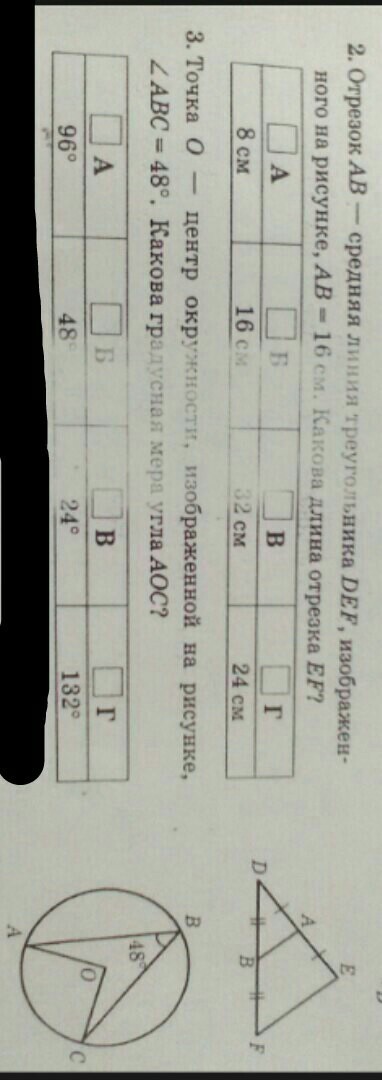 2. Отрезок AB — средняя линия треугольника DEF, изображен-
ного на рисунке, AB = 16 см. Какова длина отрезка EF?
А Б В Г
8 см 16 см 32 см 24 см
D A E B F
3. Точка O — центр окружности, изображенной на рисунке,
∠ABC = 48°. Какова градусная мера угла AOC?
А Б В Г
96° 48° 24° 132°
B 48° O A C